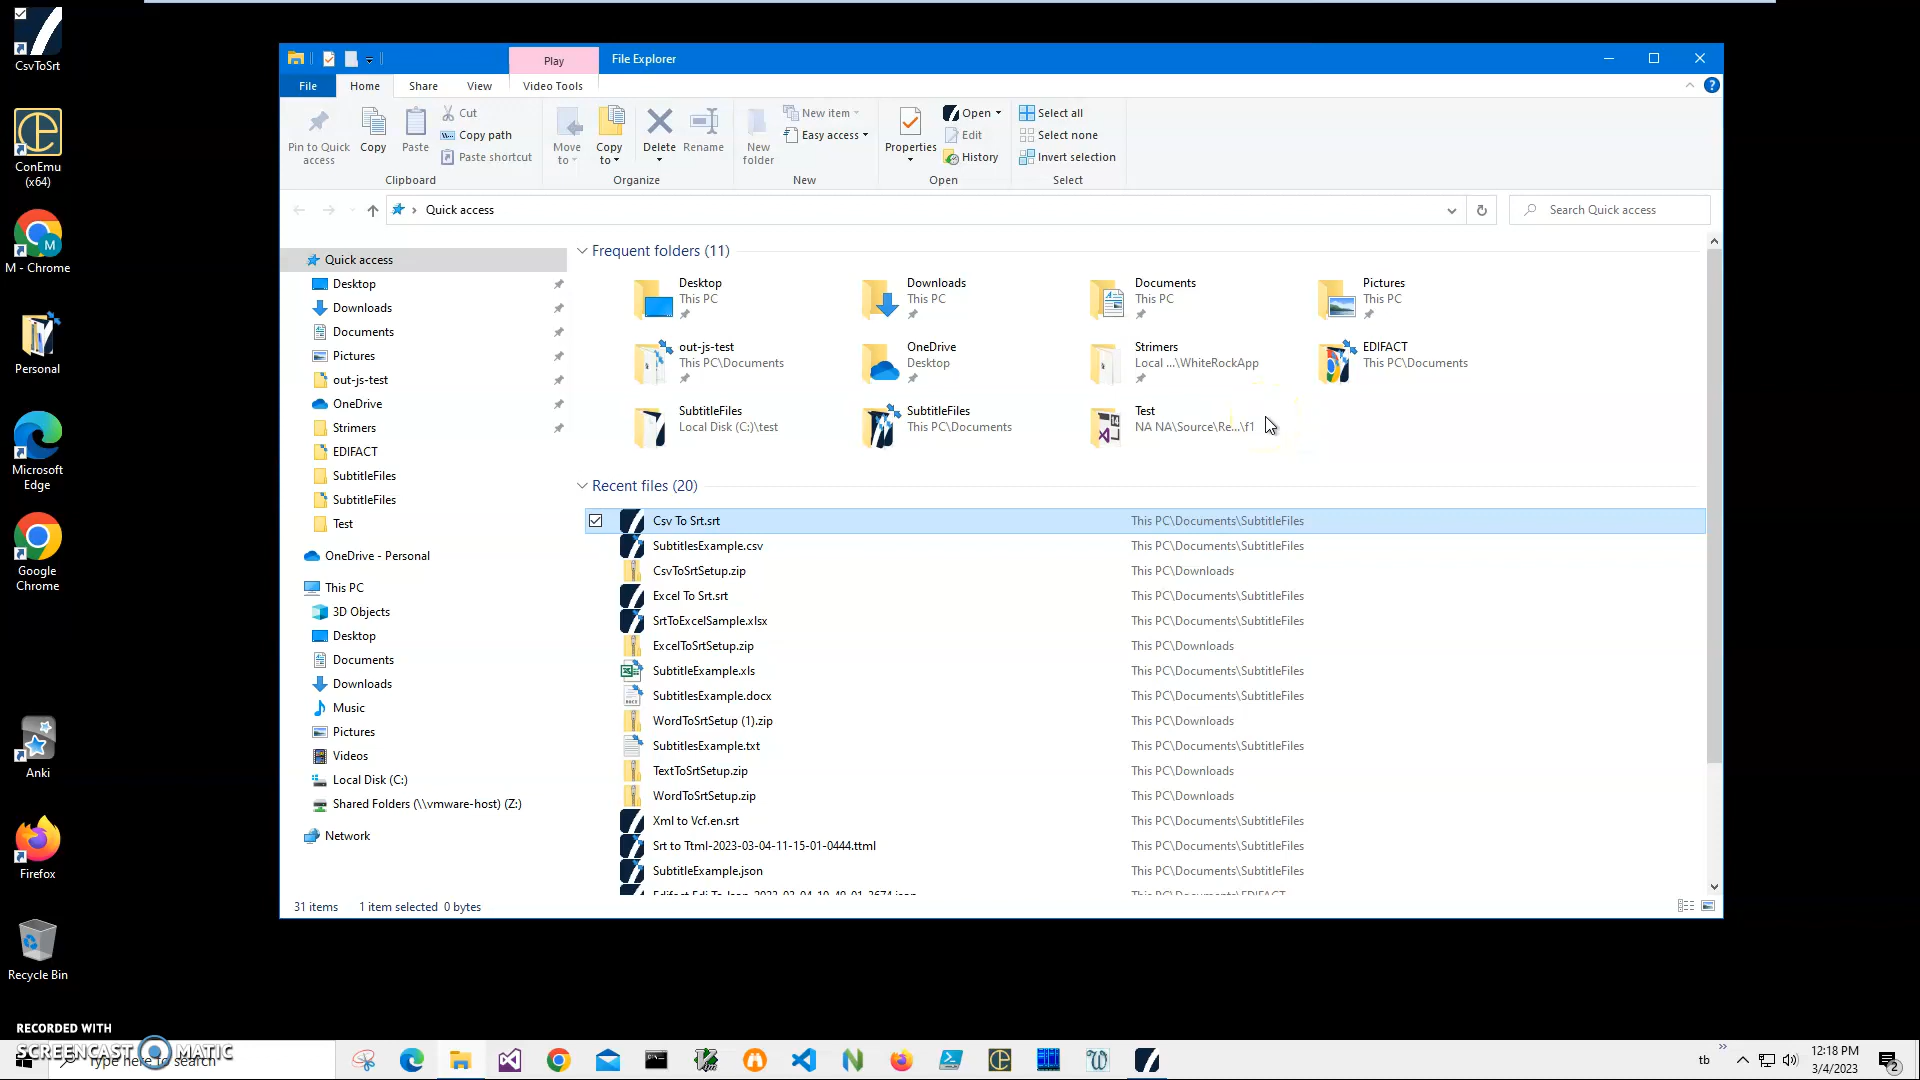 CsvToSrt
ConEmu
(x64)
M - Chrome
Personal
Microsoft
Edge
Google
Chrome
Anki
Firefox
Recycle Bin
Play
File Explorer
File
Home
Share
View
Video Tools
Pin to Quick
access
Copy
Paste
Cut
Copy path
Paste shortcut
Clipboard
Move
to
Copy
to
Delete
Rename
Organize
New
folder
New item
Easy access
New
Properties
Open
Edit
History
Open
Select all
Select none
Invert selection
Select
Quick access
Search Quick access
Quick access
Desktop
Downloads
Documents
Pictures
out-js-test
OneDrive
Strimers
EDIFACT
SubtitleFiles
SubtitleFiles
Test
OneDrive - Personal
This PC
3D Objects
Desktop
Documents
Downloads
Music
Pictures
Videos
Local Disk (C:)
Shared Folders (\\vmware-host) (Z:)
Network
Frequent folders (11)
Desktop
This PC
Downloads
This PC
Documents
This PC
Pictures
This PC
out-js-test
This PC\Documents
OneDrive
Desktop
Strimers
Local ...\WhiteRockApp
EDIFACT
This PC\Documents
SubtitleFiles
Local Disk (C:)\test
SubtitleFiles
This PC\Documents
Test
NA NA\Source\Re...\f1
Recent files (20)
Csv To Srt.srt This PC\Documents\SubtitleFiles
SubtitlesExample.csv This PC\Documents\SubtitleFiles
CsvToSrtSetup.zip This PC\Downloads
Excel To Srt.srt This PC\Documents\SubtitleFiles
SrtToExcelSample.xlsx This PC\Documents\SubtitleFiles
ExcelToSrtSetup.zip This PC\Downloads
SubtitleExample.xls This PC\Documents\SubtitleFiles
SubtitlesExample.docx This PC\Documents\SubtitleFiles
WordToSrtSetup (1).zip This PC\Downloads
SubtitlesExample.txt This PC\Documents\SubtitleFiles
TextToSrtSetup.zip This PC\Downloads
WordToSrtSetup.zip This PC\Downloads
Xml to Vcf.en.srt This PC\Documents\SubtitleFiles
Srt to Ttml-2023-03-04-11-15-01-0444.ttml This PC\Documents\SubtitleFiles
SubtitleExample.json This PC\Documents\SubtitleFiles
31 items 1 item selected 0 bytes
RECORDED WITH
SCREENCAST MATIC
Type here to search
tb
12:18 PM
3/4/2023
2